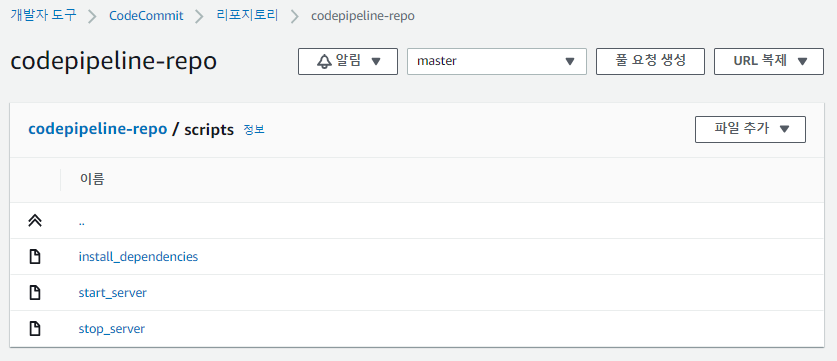 개발자 도구 > CodeCommit > 리포지토리 > codepipeline-repo
codepipeline-repo 알림 master 풀 요청 생성 URL 복제
codepipeline-repo / scripts 정보 파일 추가
이름
..
install_dependencies
start_server
stop_server